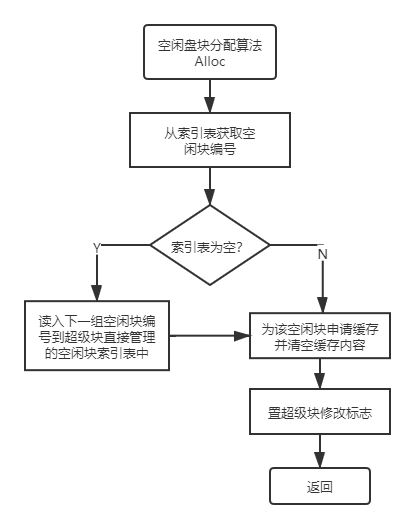 空闲盘块分配算法
Alloc
从索引表获取空
闲块编号
索引表为空?
Y
N
读入下一组空闲块编
号到超级块直接管理
的空闲块索引表中
为该空闲块申请缓存
并清空缓存内容
置超级块修改标志
返回